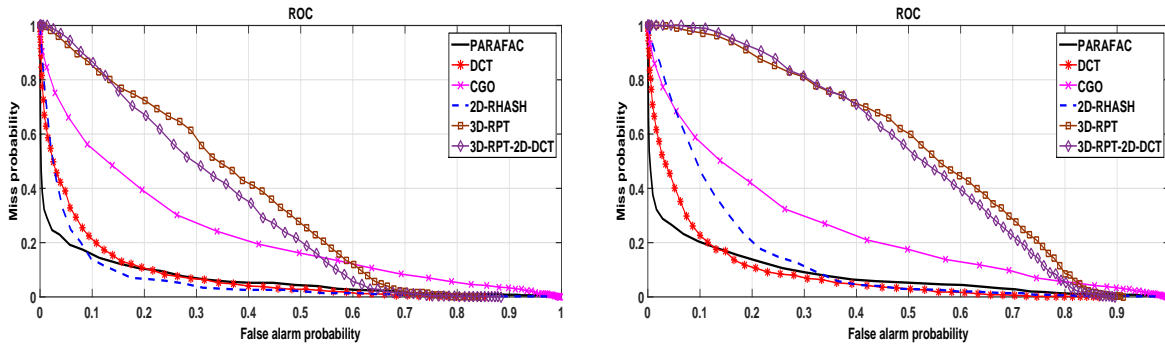 ROC
Miss probability
1
0.8
0.6
0.4
0.2
0
PARAFAC
DCT
CGO
2D-RHASH
3D-RPT
3D-RPT-2D-DCT
0 0.1 0.2 0.3 0.4 0.5 0.6 0.7 0.8 0.9 1
False alarm probability
ROC
Miss probability
1
0.8
0.6
0.4
0.2
0
PARAFAC
DCT
CGO
2D-RHASH
3D-RPT
3D-RPT-2D-DCT
0 0.1 0.2 0.3 0.4 0.5 0.6 0.7 0.8 0.9
False alarm probability